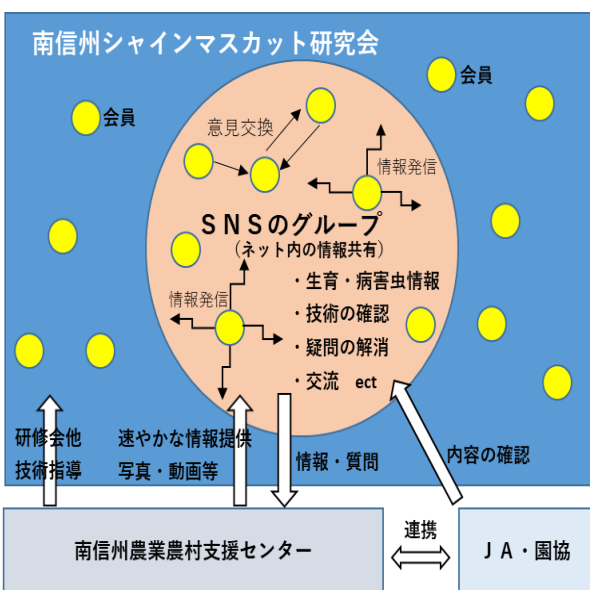 南信州シャインマスカット研究会
会員
会員
意見交換
情報発信
ＳＮＳのグループ
（ネット内の情報共有）
・生育・病害虫情報
・技術の確認
・疑問の解消
・交流　ect
情報発信
研修会他
技術指導
速やかな情報提供
写真・動画等
情報・質問
内容の確認
南信州農業農村支援センター
連携
ＪＡ・園協